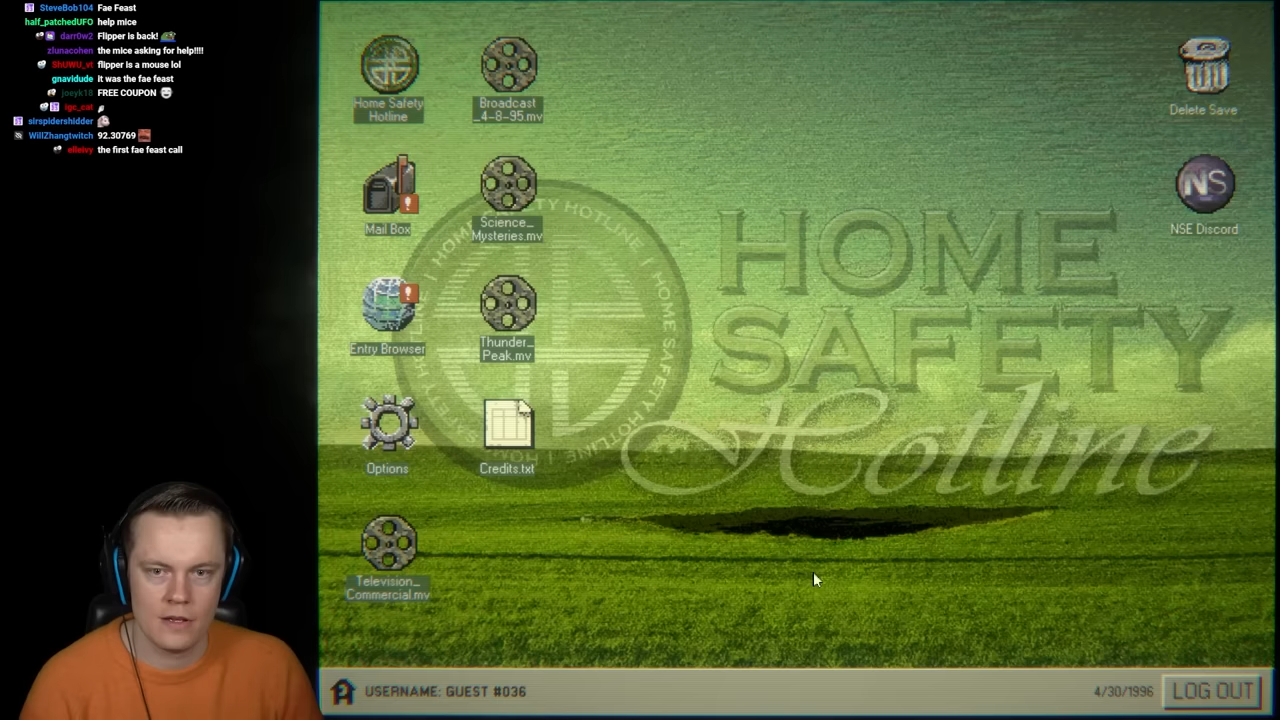 SteveBob104 Fae Feast
half_patchedUFO help mice
darr0w2 Flipper is back!
zlunacohen the mice asking for help!!!!
ShUWU_vt flipper is a mouse lol
gnavidude it was the fae feast
joeyk18 FREE COUPON
igc_cat
sirspidershidder
WillZhangtwitch 92.30769
elleisy the first fae feast call
Home Safety
Hotline
Broadcast
_4-8-95.mv
Delete Save
Mail Box
Science_
Mysteries.mv
NSE Discord
NS
Entry Browser
Thunder_
Peak.mv
Options
Credits.txt
Television_
Commercial.mv
HOME
SAFETY
Hotline
USERNAME: GUEST #036
4/30/1996
LOG OUT